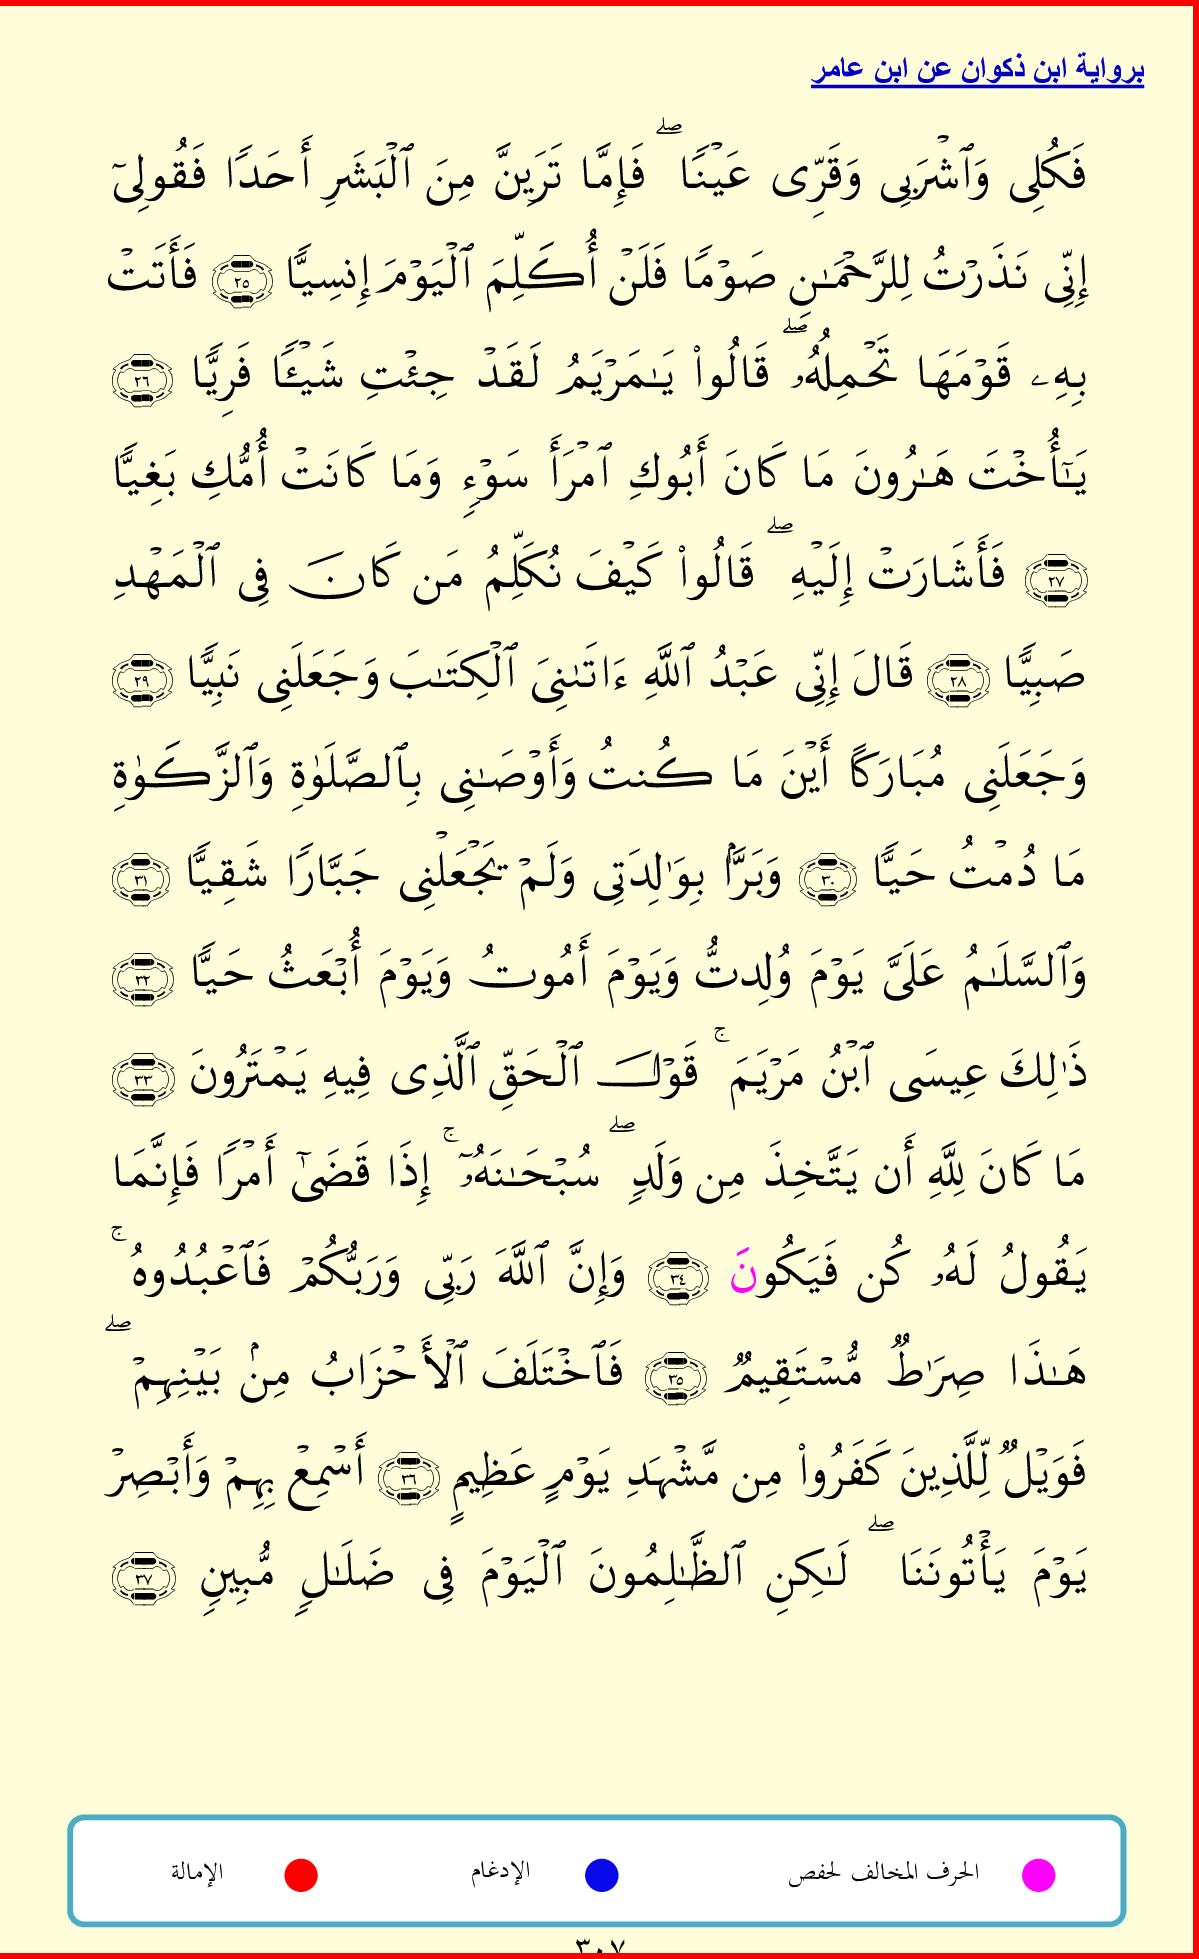 برواية ابن ذكوان عن ابن عامر
فَكُلِى وَٱشۡرَبِى وَقَرِّى عَيۡنٗاۖ فَإِمَّا تَرَيِنَّ مِنَ ٱلۡبَشَرِ أَحَدٗا فَقُولِىٓ
إِنِّى نَذَرۡتُ لِلرَّحۡمَٰنِ صَوۡمٗا فَلَنۡ أُكَلِّمَ ٱلۡيَوۡمَ إِنسِيّٗا ٢٥ فَأَتَتۡ
بِهِۦ قَوۡمَهَا تَحۡمِلُهُۥۖ قَالُواْ يَٰمَرۡيَمُ لَقَدۡ جِئۡتِ شَيۡـٔٗا فَرِيّٗا ٢٦
يَٰٓأُخۡتَ هَٰرُونَ مَا كَانَ أَبُوكِ ٱمۡرَأَ سَوۡءٖ وَمَا كَانَتۡ أُمُّكِ بَغِيّٗا
٢٧ فَأَشَارَتۡ إِلَيۡهِۖ قَالُواْ كَيۡفَ نُكَلِّمُ مَن كَانَ فِى ٱلۡمَهۡدِ
صَبِيّٗا ٢٨ قَالَ إِنِّى عَبۡدُ ٱللَّهِ ءَاتَىٰنِىَ ٱلۡكِتَٰبَ وَجَعَلَنِى نَبِيّٗا ٢٩
وَجَعَلَنِى مُبَارَكًا أَيۡنَ مَا كُنتُ وَأَوۡصَٰنِى بِٱلصَّلَوٰةِ وَٱلزَّكَوٰةِ
مَا دُمۡتُ حَيّٗا ٣٠ وَبَرَّۢا بِوَٰلِدَتِى وَلَمۡ يَجۡعَلۡنِى جَبَّارٗا شَقِيّٗا ٣١
وَٱلسَّلَٰمُ عَلَىَّ يَوۡمَ وُلِدتُّ وَيَوۡمَ أَمُوتُ وَيَوۡمَ أُبۡعَثُ حَيّٗا ٣٢
ذَٰلِكَ عِيسَى ٱبۡنُ مَرۡيَمَۚ قَوۡلَ ٱلۡحَقِّ ٱلَّذِى فِيهِ يَمۡتَرُونَ ٣٣
مَا كَانَ لِلَّهِ أَن يَتَّخِذَ مِن وَلَدٖۖ سُبۡحَٰنَهُۥٓۚ إِذَا قَضَىٰٓ أَمۡرٗا فَإِنَّمَا
يَقُولُ لَهُۥ كُن فَيَكُونَ ٣٤ وَإِنَّ ٱللَّهَ رَبِّى وَرَبُّكُمۡ فَٱعۡبُدُوهُۚ
هَٰذَا صِرَٰطٞ مُّسۡتَقِيمٞ ٣٥ فَٱخۡتَلَفَ ٱلۡأَحۡزَابُ مِنۢ بَيۡنِهِمۡۖ
فَوَيۡلٞ لِّلَّذِينَ كَفَرُواْ مِن مَّشۡهَدِ يَوۡمٍ عَظِيمٍ ٣٦ أَسۡمِعۡ بِهِمۡ وَأَبۡصِرۡ
يَوۡمَ يَأۡتُونَنَاۖ لَٰكِنِ ٱلظَّٰلِمُونَ ٱلۡيَوۡمَ فِى ضَلَٰلٖ مُّبِينٖ ٣٧
الحرف المخالف لحفص الإدغام الإمالة
٣٠٧